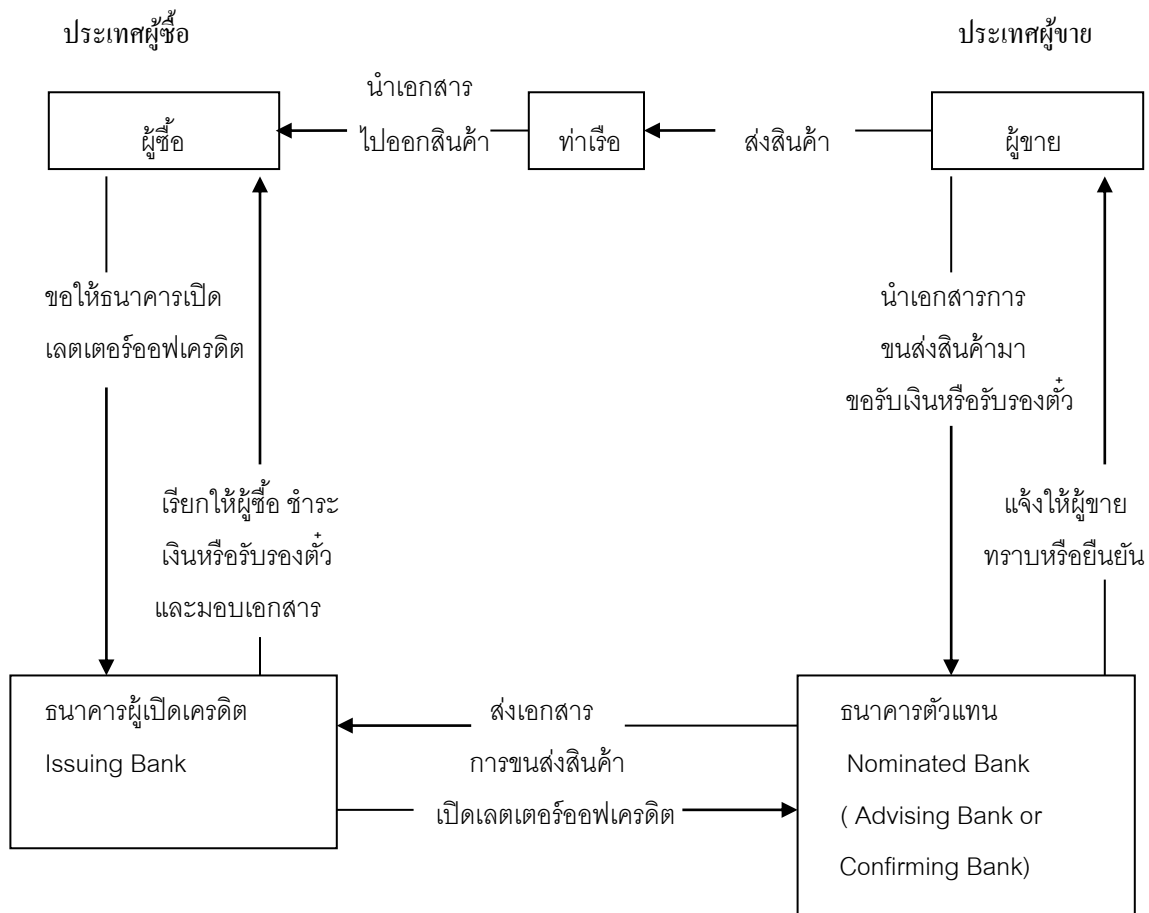 ประเทศผู้ซื้อ
ประเทศผู้ขาย
นำเอกสาร
ไปออกสินค้า
ผู้ซื้อ
ท่าเรือ
ส่งสินค้า
ผู้ขาย
ขอให้ธนาคารเปิด
เลตเตอร์ออฟเครดิต
นำเอกสารการ
ขนส่งสินค้ามา
ขอรับเงินหรือรับรองตั๋ว
เรียกให้ผู้ซื้อ ชำระ
เงินหรือรับรองตั๋ว
และมอบเอกสาร
แจ้งให้ผู้ขาย
ทราบหรือยืนยัน
ธนาคารผู้เปิดเครดิต
Issuing Bank
ส่งเอกสาร
การขนส่งสินค้า
เปิดเลตเตอร์ออฟเครดิต
ธนาคารตัวแทน
Nominated Bank
( Advising Bank or
Confirming Bank)